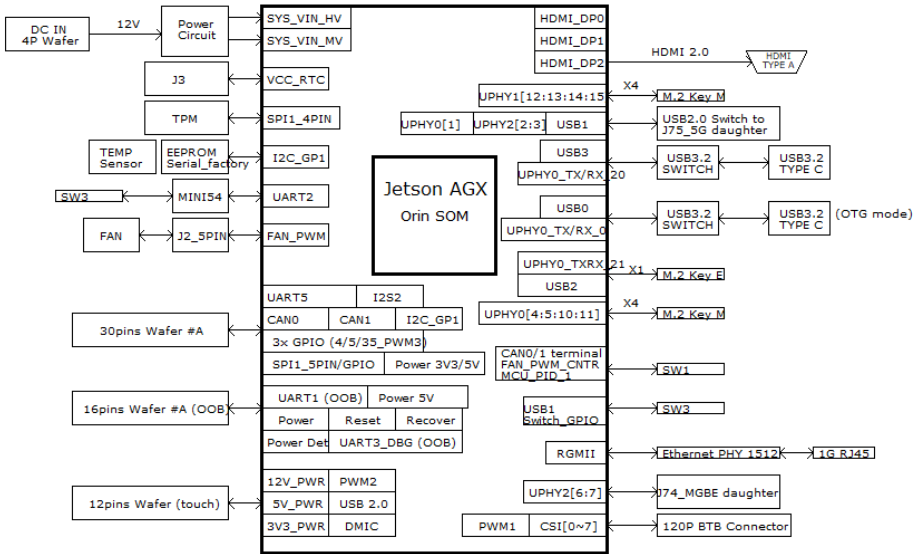 DC IN
4P Wafer
12V
Power
Circuit
SYS_VIN_HV
SYS_VIN_MV
J3
VCC_RTC
TPM
SPI1_4PIN
TEMP
Sensor
EEPROM
Serial_factory
I2C_GP1
SW3
MINI54
UART2
FAN
J2_5PIN
FAN_PWM
30pins Wafer #A
UART5
I2S2
CAN0
CAN1
I2C_GP1
3x GPIO (4/5/35_PWM3)
SPI1_5PIN/GPIO
Power 3V3/5V
16pins Wafer #A (OOB)
UART1 (OOB)
Power 5V
Power
Reset
Recover
Power Det
UART3_DBG (OOB)
12pins Wafer (touch)
12V_PWR
PWM2
5V_PWR
USB 2.0
3V3_PWR
DMIC
Jetson AGX
Orin SOM
HDMI_DP0
HDMI_DP1
HDMI_DP2
HDMI 2.0
HDMI
TYPE A
UPHY1[12:13:14:15
X4
M.2 Key M
UPHY0[1]
UPHY2[2:3]
USB1
USB2.0 Switch to
J75_5G daughter
USB3
UPHY0_TX/RX_20
USB3.2
SWITCH
USB3.2
TYPE C
USB0
UPHY0_TX/RX_0
USB3.2
SWITCH
USB3.2
TYPE C
(OTG mode)
UPHY0_TXRX_21
USB2
X1
M.2 Key E
UPHY0[4:5:10:11]
X4
M.2 Key M
CAN0/1 terminal
FAN_PWM_CNTR
MCU_PID_1
SW1
USB1
Switch_GPIO
SW3
RGMII
Ethernet PHY 1512
1G RJ45
UPHY2[6:7]
J74_MGBE daughter
PWM1
CSI[0~7]
120P BTB Connector